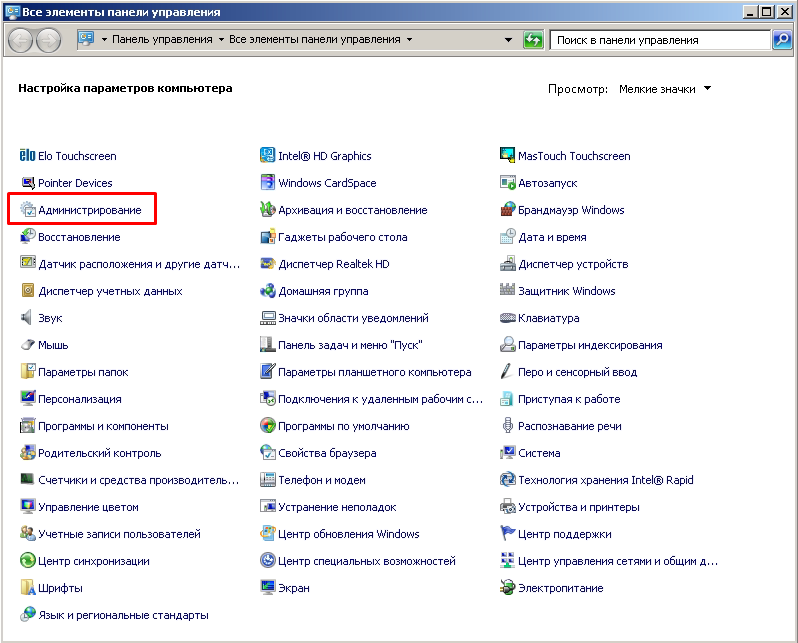 Все элементы панели управления
Панель управления Все элементы панели управления Поиск в панели управления
Настройка параметров компьютера Просмотр: Мелкие значки
elo Elo Touchscreen Intel® HD Graphics MasTouch Touchscreen
Pointer Devices Windows CardSpace Автозапуск
Администрирование Архивация и восстановление Брандмауэр Windows
Восстановление Гаджеты рабочего стола Дата и время
Датчик расположения и другие датч... Диспетчер Realtek HD Диспетчер устройств
Диспетчер учетных данных Домашняя группа Защитник Windows
Звук Значки области уведомлений Клавиатура
Мышь Панель задач и меню "Пуск" Параметры индексирования
Параметры папок Параметры планшетного компьютера Перо и сенсорный ввод
Персонализация Подключения к удаленным рабочим с... Приступая к работе
Программы и компоненты Программы по умолчанию Распознавание речи
Родительский контроль Свойства браузера Система
Счетчики и средства производитель... Телефон и модем Технология хранения Intel® Rapid
Управление цветом Устранение неполадок Устройства и принтеры
Учетные записи пользователей Центр обновления Windows Центр поддержки
Центр синхронизации Центр специальных возможностей Центр управления сетями и общим д...
Шрифты Экран Электропитание
Язык и региональные стандарты